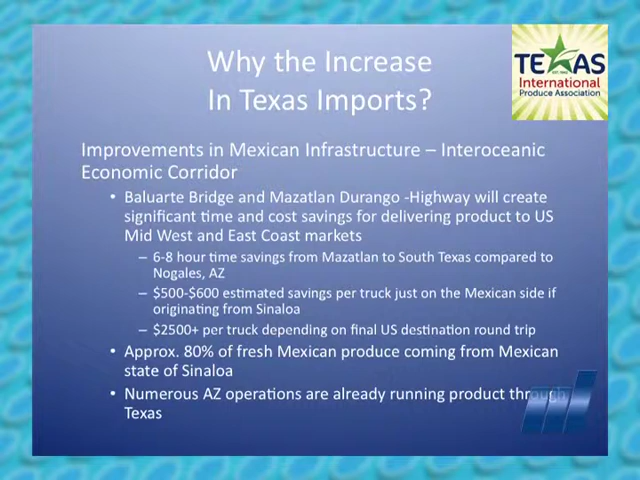 Why the Increase
In Texas Imports?
TEXAS
International
Produce Association
Improvements in Mexican Infrastructure – Interoceanic
Economic Corridor
• Baluarte Bridge and Mazatlan Durango -Highway will create
significant time and cost savings for delivering product to US
Mid West and East Coast markets
– 6-8 hour time savings from Mazatlan to South Texas compared to
Nogales, AZ
– $500-$600 estimated savings per truck just on the Mexican side if
originating from Sinaloa
– $2500+ per truck depending on final US destination round trip
• Approx. 80% of fresh Mexican produce coming from Mexican
state of Sinaloa
• Numerous AZ operations are already running product through
Texas